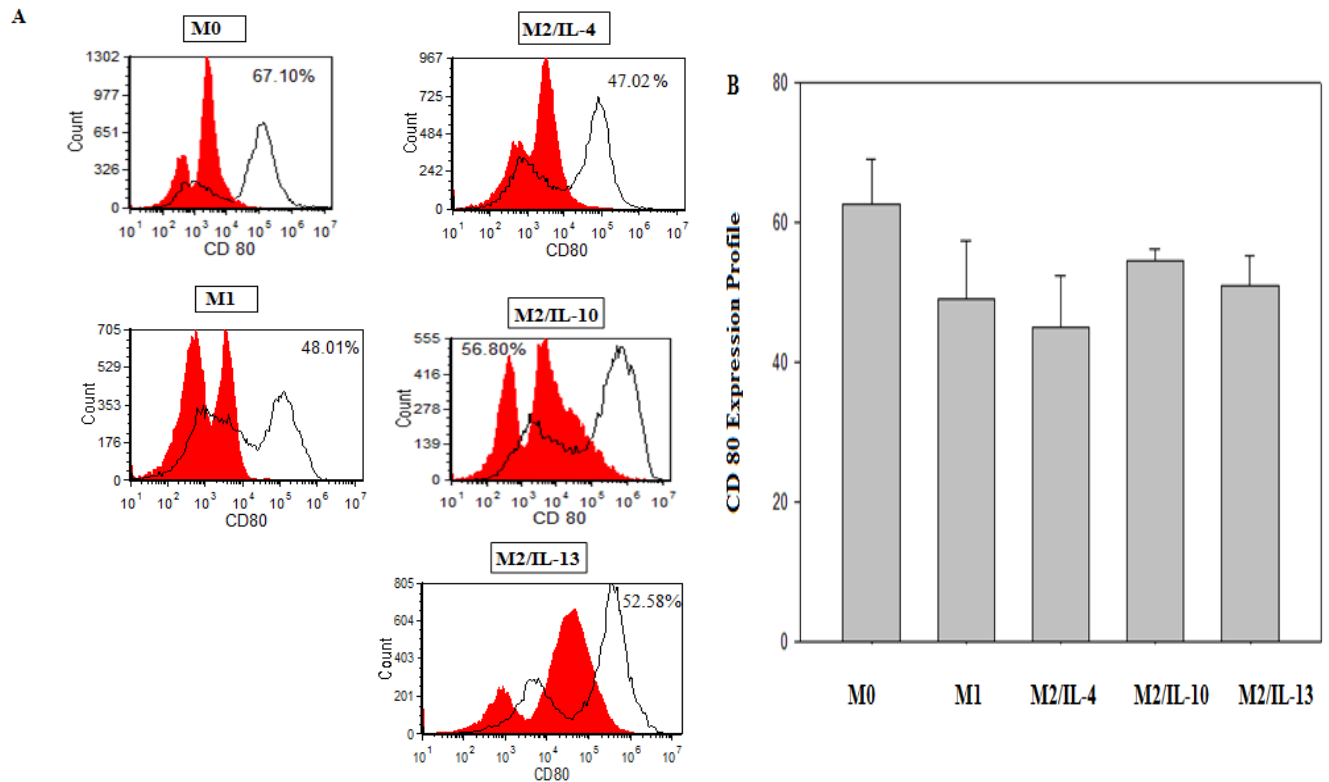 A
M0
1302
977
651
326
0
67.10%
Count
10¹ 10² 10³ 10⁴ 10⁵ 10⁶ 10⁷
CD 80
M2/IL-4
967
725
484
242
0
47.02 %
Count
10¹ 10² 10³ 10⁴ 10⁵ 10⁶ 10⁷
CD80
M1
705
529
353
176
0
48.01%
Count
10¹ 10² 10³ 10⁴ 10⁵ 10⁶ 10⁷
CD80
M2/IL-10
555
416
278
139
0
56.80%
Count
10¹ 10² 10³ 10⁴ 10⁵ 10⁶ 10⁷
CD 80
M2/IL-13
805
604
403
201
0
52.58%
Count
10¹ 10² 10³ 10⁴ 10⁵ 10⁶ 10⁷
CD80
B
80
60
40
20
0
CD 80 Expression Profile
M0 M1 M2/IL-4 M2/IL-10 M2/IL-13